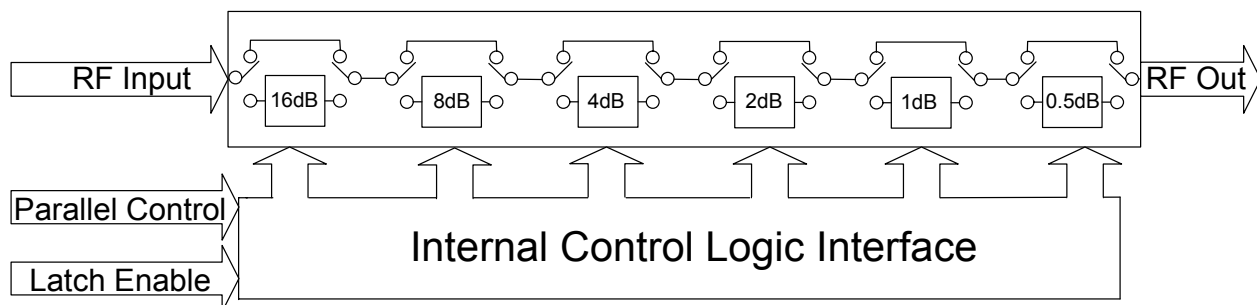 RF Input
16dB
8dB
4dB
2dB
1dB
0.5dB
RF Out
Parallel Control
Latch Enable
Internal Control Logic Interface